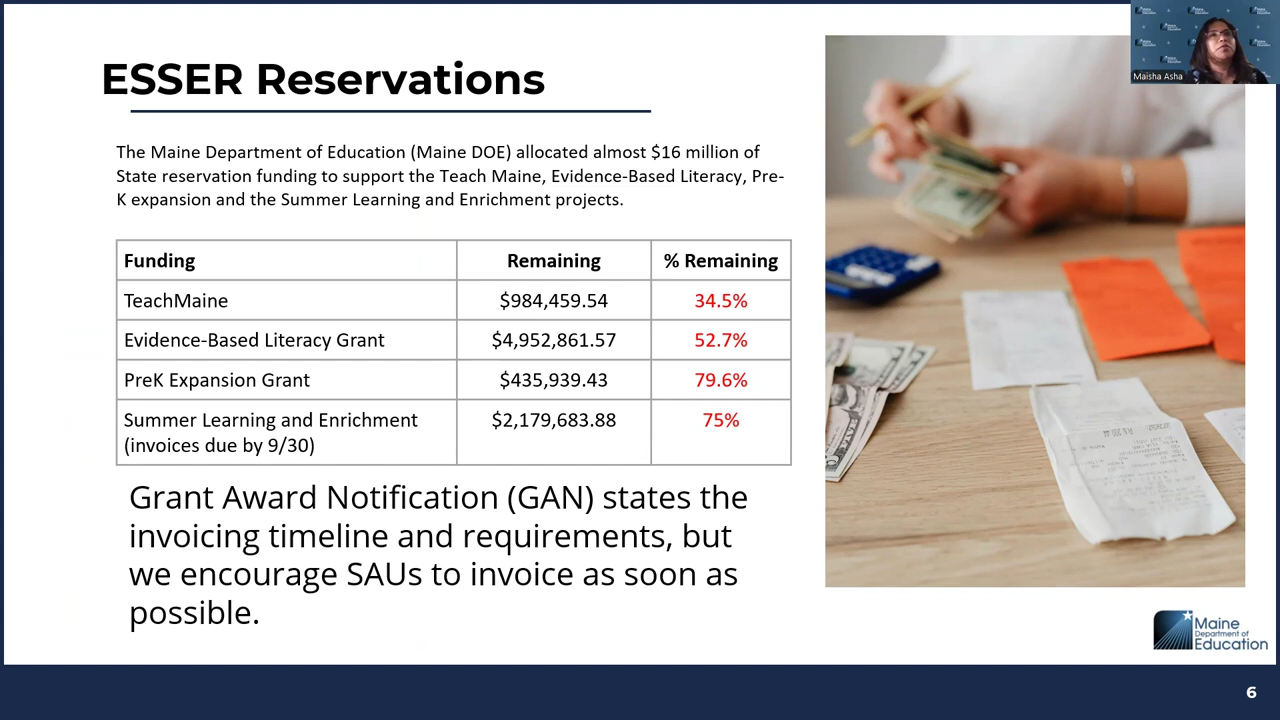 ESSER Reservations
The Maine Department of Education (Maine DOE) allocated almost $16 million of
State reservation funding to support the Teach Maine, Evidence-Based Literacy, Pre-
K expansion and the Summer Learning and Enrichment projects.
Funding Remaining % Remaining
TeachMaine $984,459.54 34.5%
Evidence-Based Literacy Grant $4,952,861.57 52.7%
PreK Expansion Grant $435,939.43 79.6%
Summer Learning and Enrichment $2,179,683.88 75%
(invoices due by 9/30)
Grant Award Notification (GAN) states the
invoicing timeline and requirements, but
we encourage SAUs to invoice as soon as
possible.
Maisha Asha
Maine
Department of
Education
6